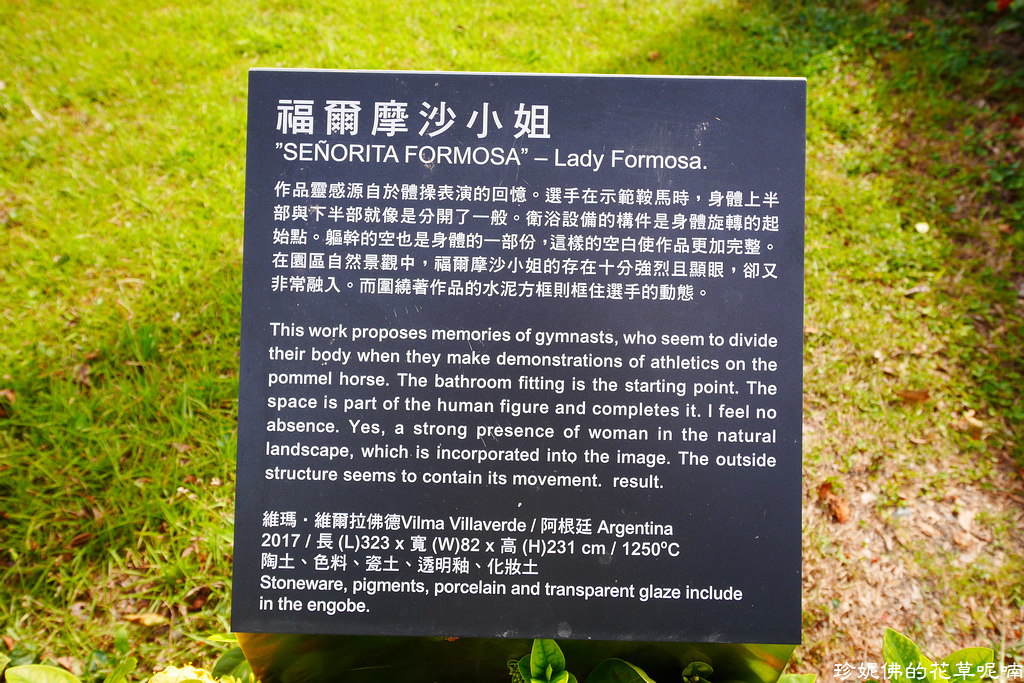 福爾摩沙小姐
”SEÑORITA FORMOSA” – Lady Formosa.
作品靈感源自於體操表演的回憶。選手在示範鞍馬時，身體上半
部與下半部就像是分開了一般。衛浴設備的構件是身體旋轉的起
始點。軀幹的空也是身體的一部份，這樣的空白使作品更加完整。
在園區自然景觀中，福爾摩沙小姐的存在十分強烈且顯眼，卻又
非常融入。而圍繞著作品的水泥方框則框住選手的動態。
This work proposes memories of gymnasts, who seem to divide
their body when they make demonstrations of athletics on the
pommel horse. The bathroom fitting is the starting point. The
space is part of the human figure and completes it. I feel no
absence. Yes, a strong presence of woman in the natural
landscape, which is incorporated into the image. The outside
structure seems to contain its movement. result.
維瑪·維爾拉佛德Vilma Villaverde / 阿根廷 Argentina
2017 / 長 (L)323 x 寬 (W)82 x 高 (H)231 cm / 1250ºC
陶土、色料、瓷土、透明釉、化妝土
Stoneware, pigments, porcelain and transparent glaze include
in the engobe.
珍妮佛的花草呢喃